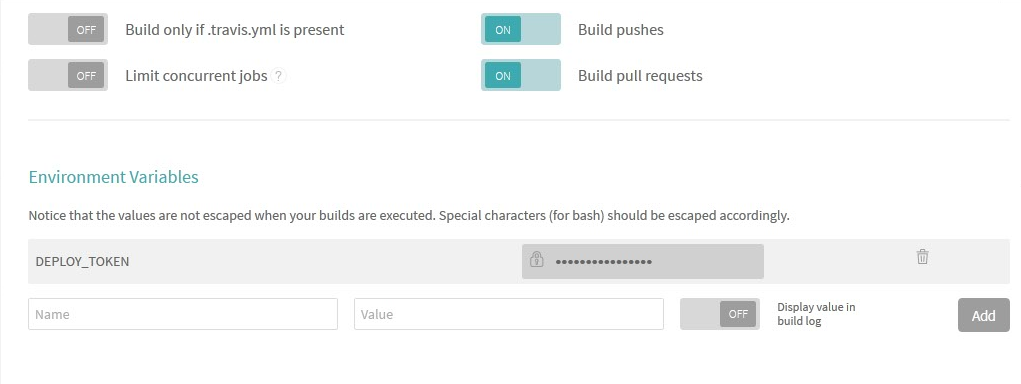 OFF Build only if .travis.yml is present ON Build pushes
OFF Limit concurrent jobs ? ON Build pull requests
Environment Variables
Notice that the values are not escaped when your builds are executed. Special characters (for bash) should be escaped accordingly.
DEPLOY_TOKEN ••••••••••••••••
Name Value OFF Display value in
build log
Add